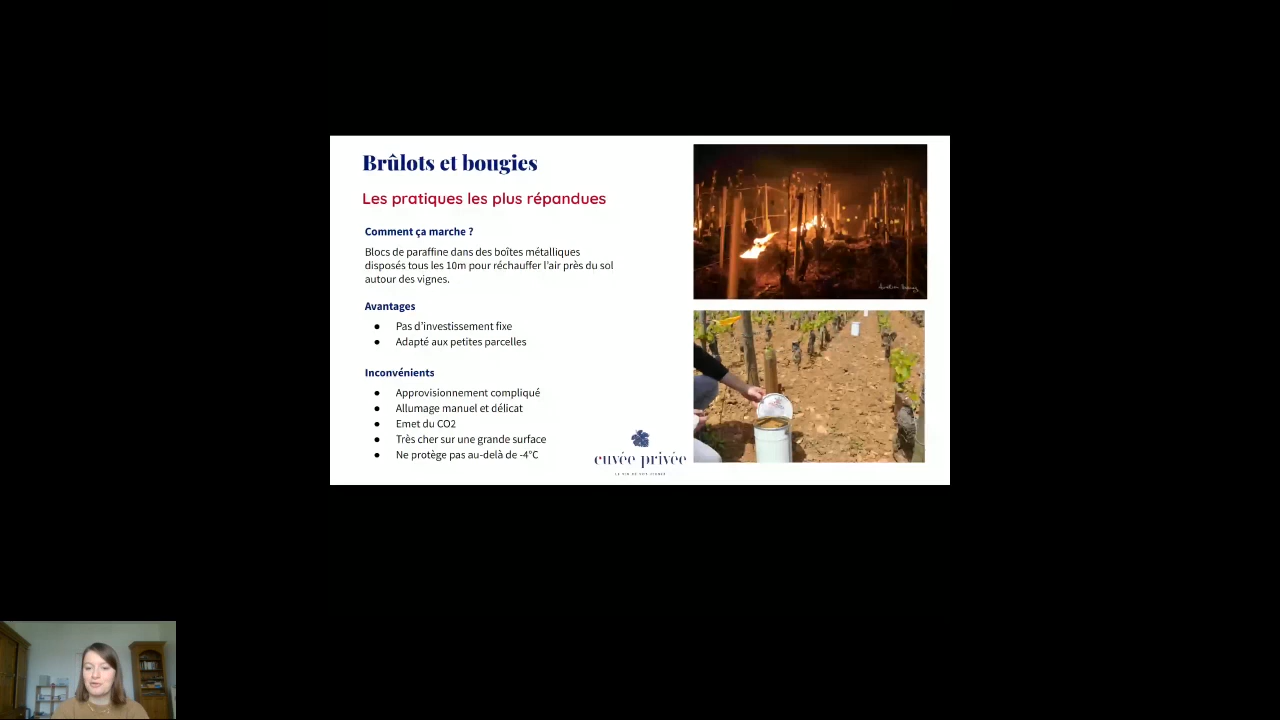 Brûlots et bougies
Les pratiques les plus répandues
Comment ça marche ?
Blocs de paraffine dans des boîtes métalliques
disposés tous les 10m pour réchauffer l'air près du sol
autour des vignes.
Avantages
● Pas d'investissement fixe
● Adapté aux petites parcelles
Inconvénients
● Approvisionnement compliqué
● Allumage manuel et délicat
● Emet du CO2
● Très cher sur une grande surface
● Ne protège pas au-delà de -4°C
cuvée privée